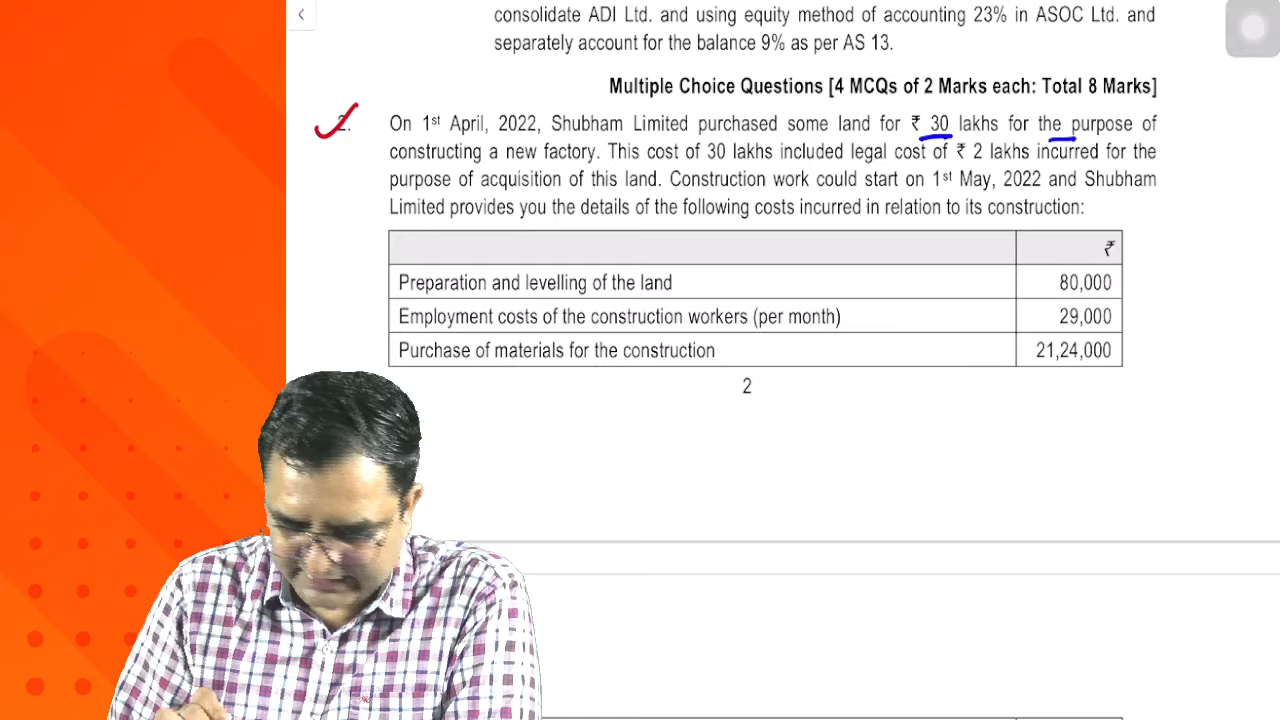 consolidate ADI Ltd. and using equity method of accounting 23% in ASOC Ltd. and
separately account for the balance 9% as per AS 13.
Multiple Choice Questions [4 MCQs of 2 Marks each: Total 8 Marks]
2. On 1st April, 2022, Shubham Limited purchased some land for ₹ 30 lakhs for the purpose of
constructing a new factory. This cost of 30 lakhs included legal cost of ₹ 2 lakhs incurred for the
purpose of acquisition of this land. Construction work could start on 1st May, 2022 and Shubham
Limited provides you the details of the following costs incurred in relation to its construction:
₹
Preparation and levelling of the land 80,000
Employment costs of the construction workers (per month) 29,000
Purchase of materials for the construction 21,24,000
2